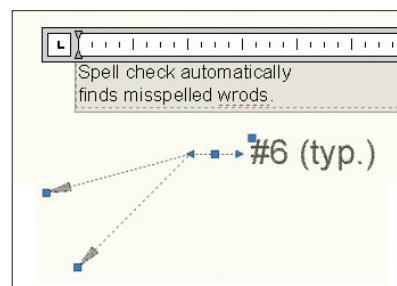 L
Spell check automatically
finds misspelled wrods.
#6 (typ.)